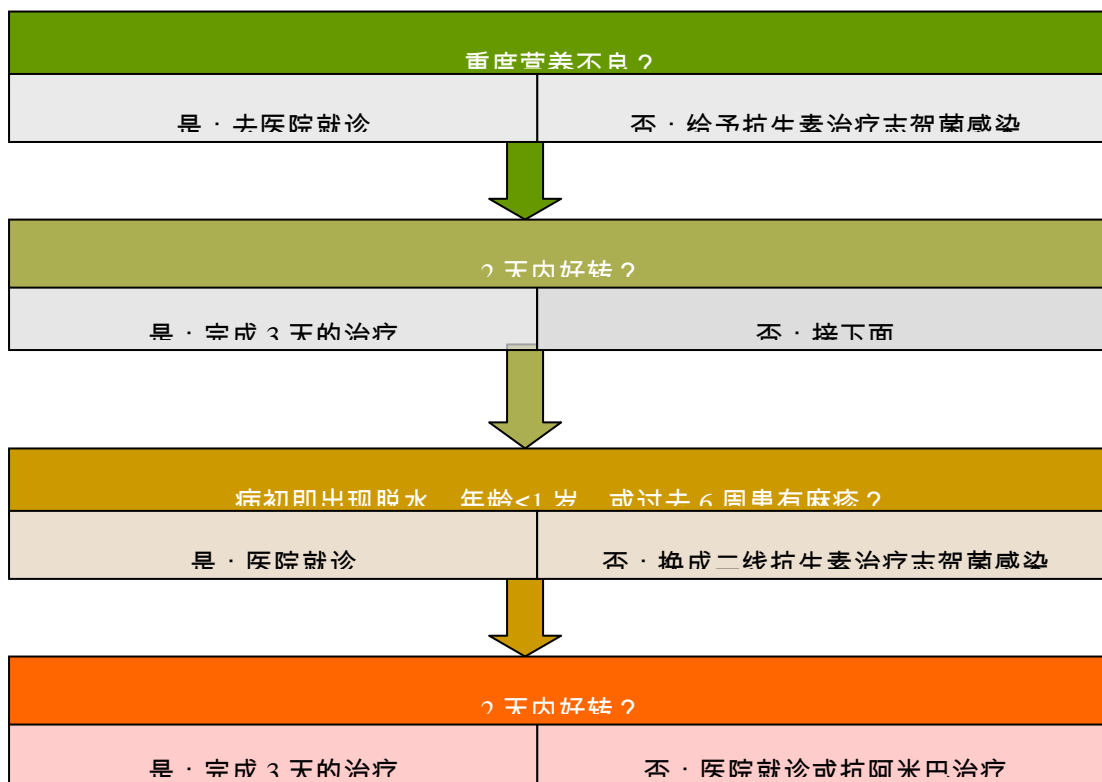 重度营养不良？
是：去医院就诊
否：给予抗生素治疗志贺菌感染
2 天内好转？
是：完成 3 天的治疗
否：接下面
病初即出现脱水 年龄<1 岁 或过去 6 周患有麻疹？
是：医院就诊
否：换成二线抗生素治疗志贺菌感染
2 天内好转？
是：完成 3 天的治疗
否：医院就诊或抗阿米巴治疗